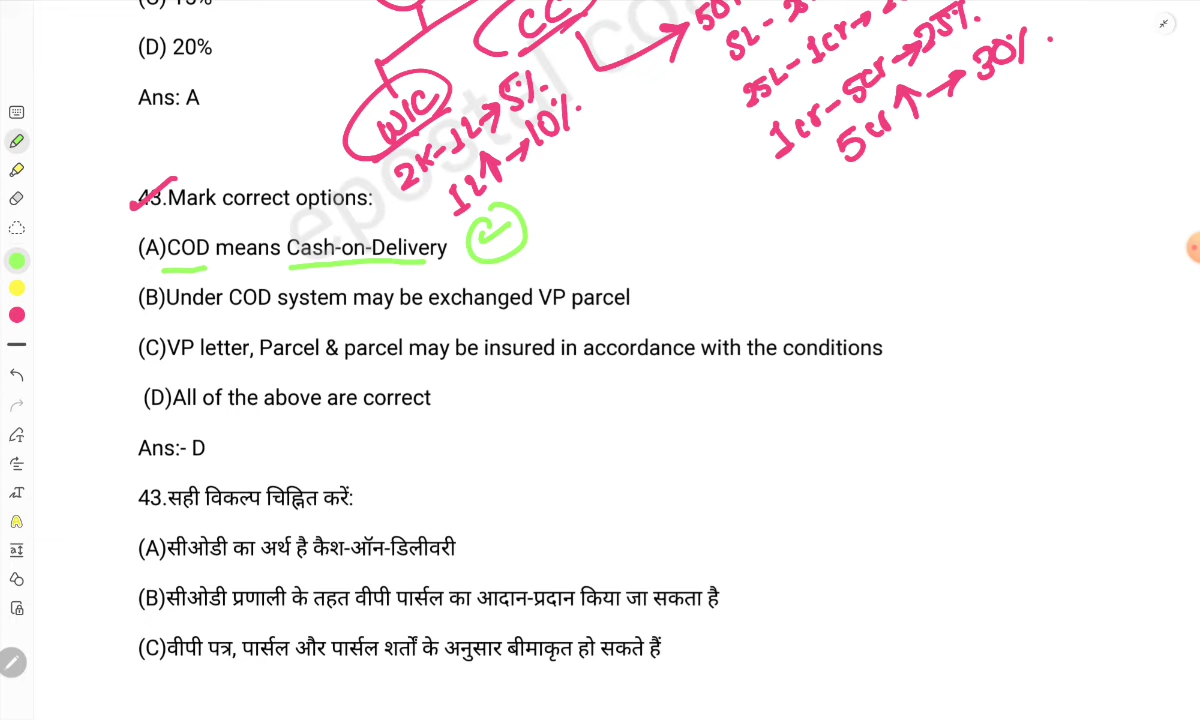 (D) 20%
Ans: A
CC
WIC
2K-1L→5%
1L↑→10%
25L-1cr→
1cr-5cr→25%
5cr↑→30%
43.Mark correct options:
(A)COD means Cash-on-Delivery
(B)Under COD system may be exchanged VP parcel
(C)VP letter, Parcel & parcel may be insured in accordance with the conditions
(D)All of the above are correct
Ans:- D
43.सही विकल्प चिह्नित करें:
(A)सीओडी का अर्थ है कैश-ऑन-डिलीवरी
(B)सीओडी प्रणाली के तहत वीपी पार्सल का आदान-प्रदान किया जा सकता है
(C)वीपी पत्र, पार्सल और पार्सल शर्तों के अनुसार बीमाकृत हो सकते हैं